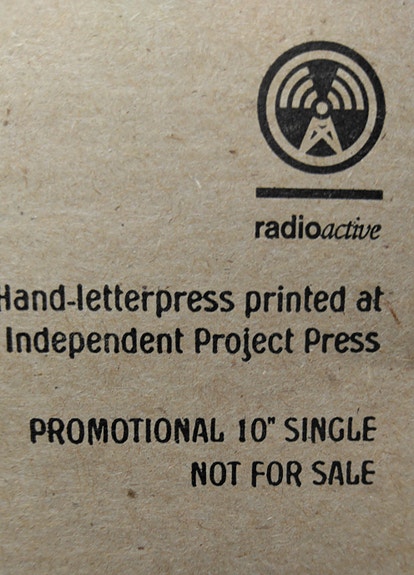 radioactive
Hand-letterpress printed at
Independent Project Press
PROMOTIONAL 10" SINGLE
NOT FOR SALE